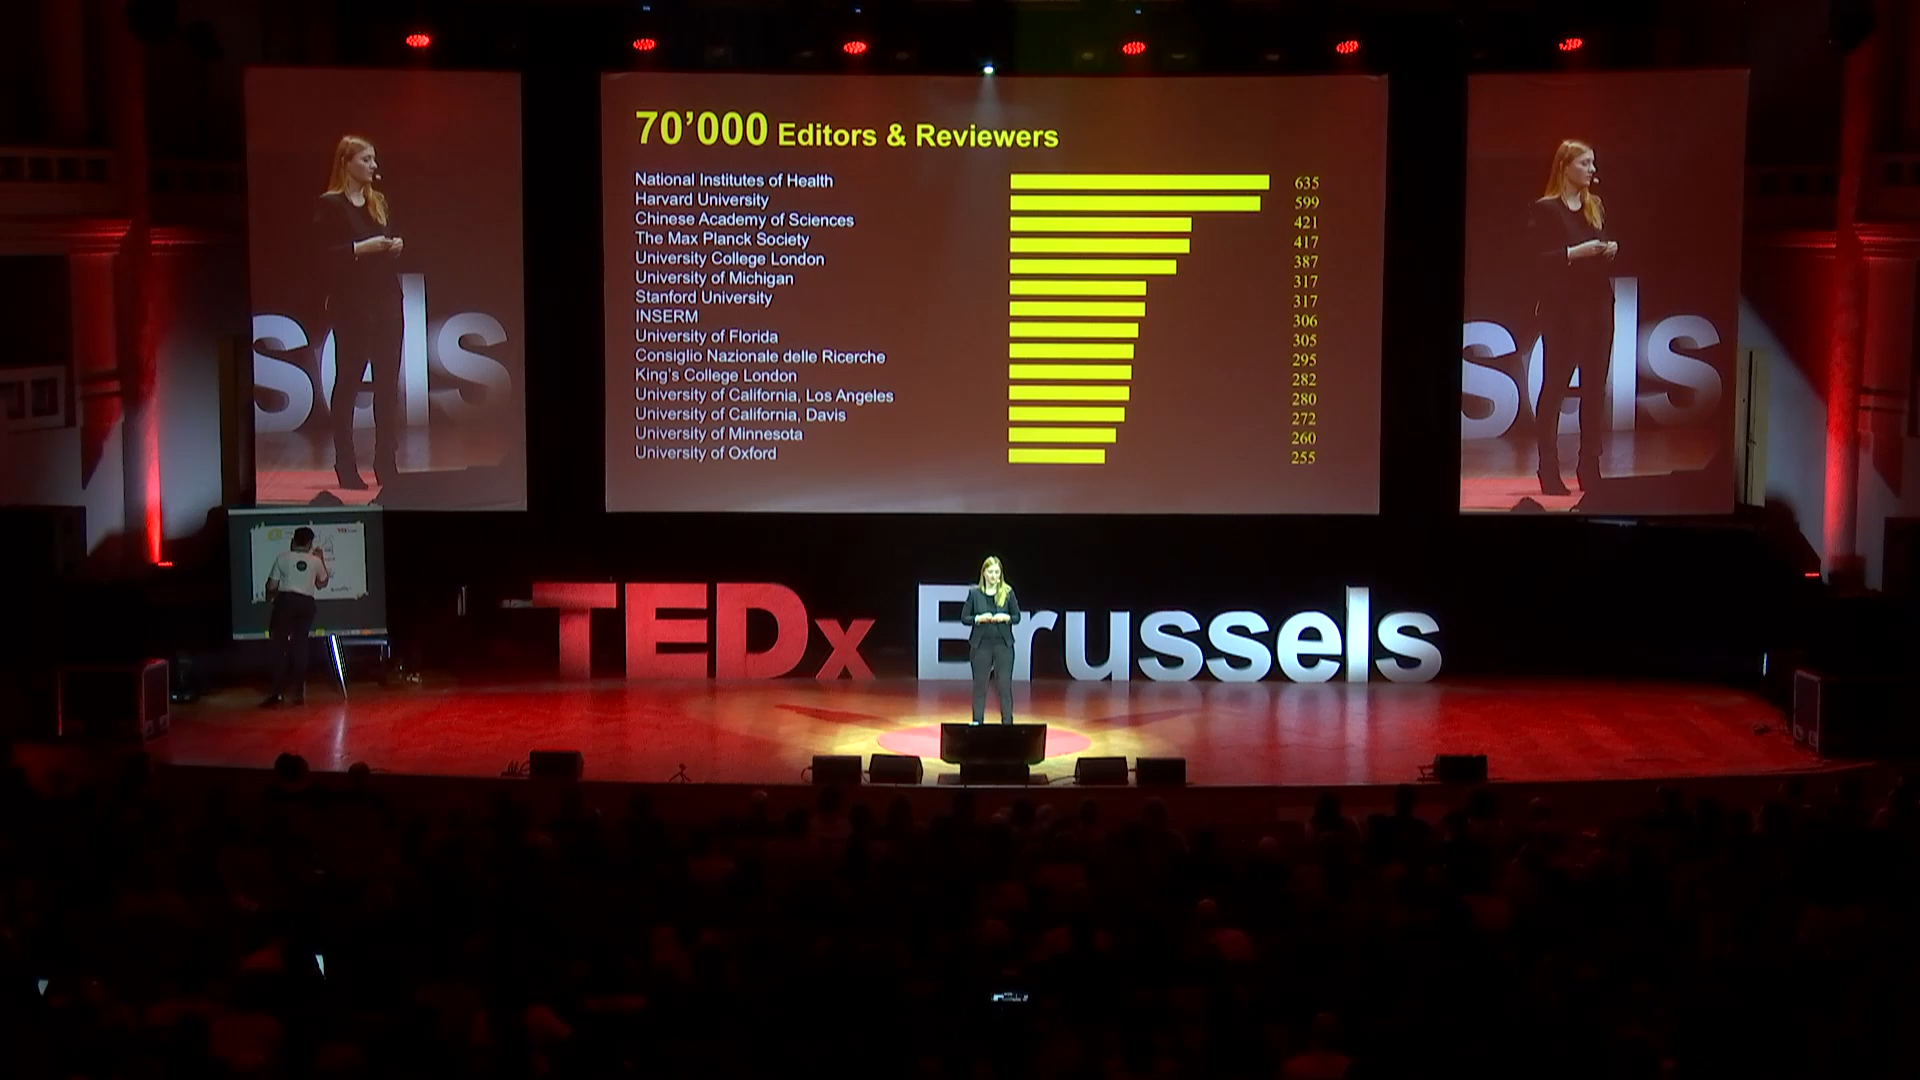 70’000 Editors & Reviewers
National Institutes of Health 635
Harvard University 599
Chinese Academy of Sciences 421
The Max Planck Society 417
University College London 387
University of Michigan 317
Stanford University 317
INSERM 306
University of Florida 305
Consiglio Nazionale delle Ricerche 295
King's College London 282
University of California, Los Angeles 280
University of California, Davis 272
University of Minnesota 260
University of Oxford 255
sels
sels
TEDx Brussels